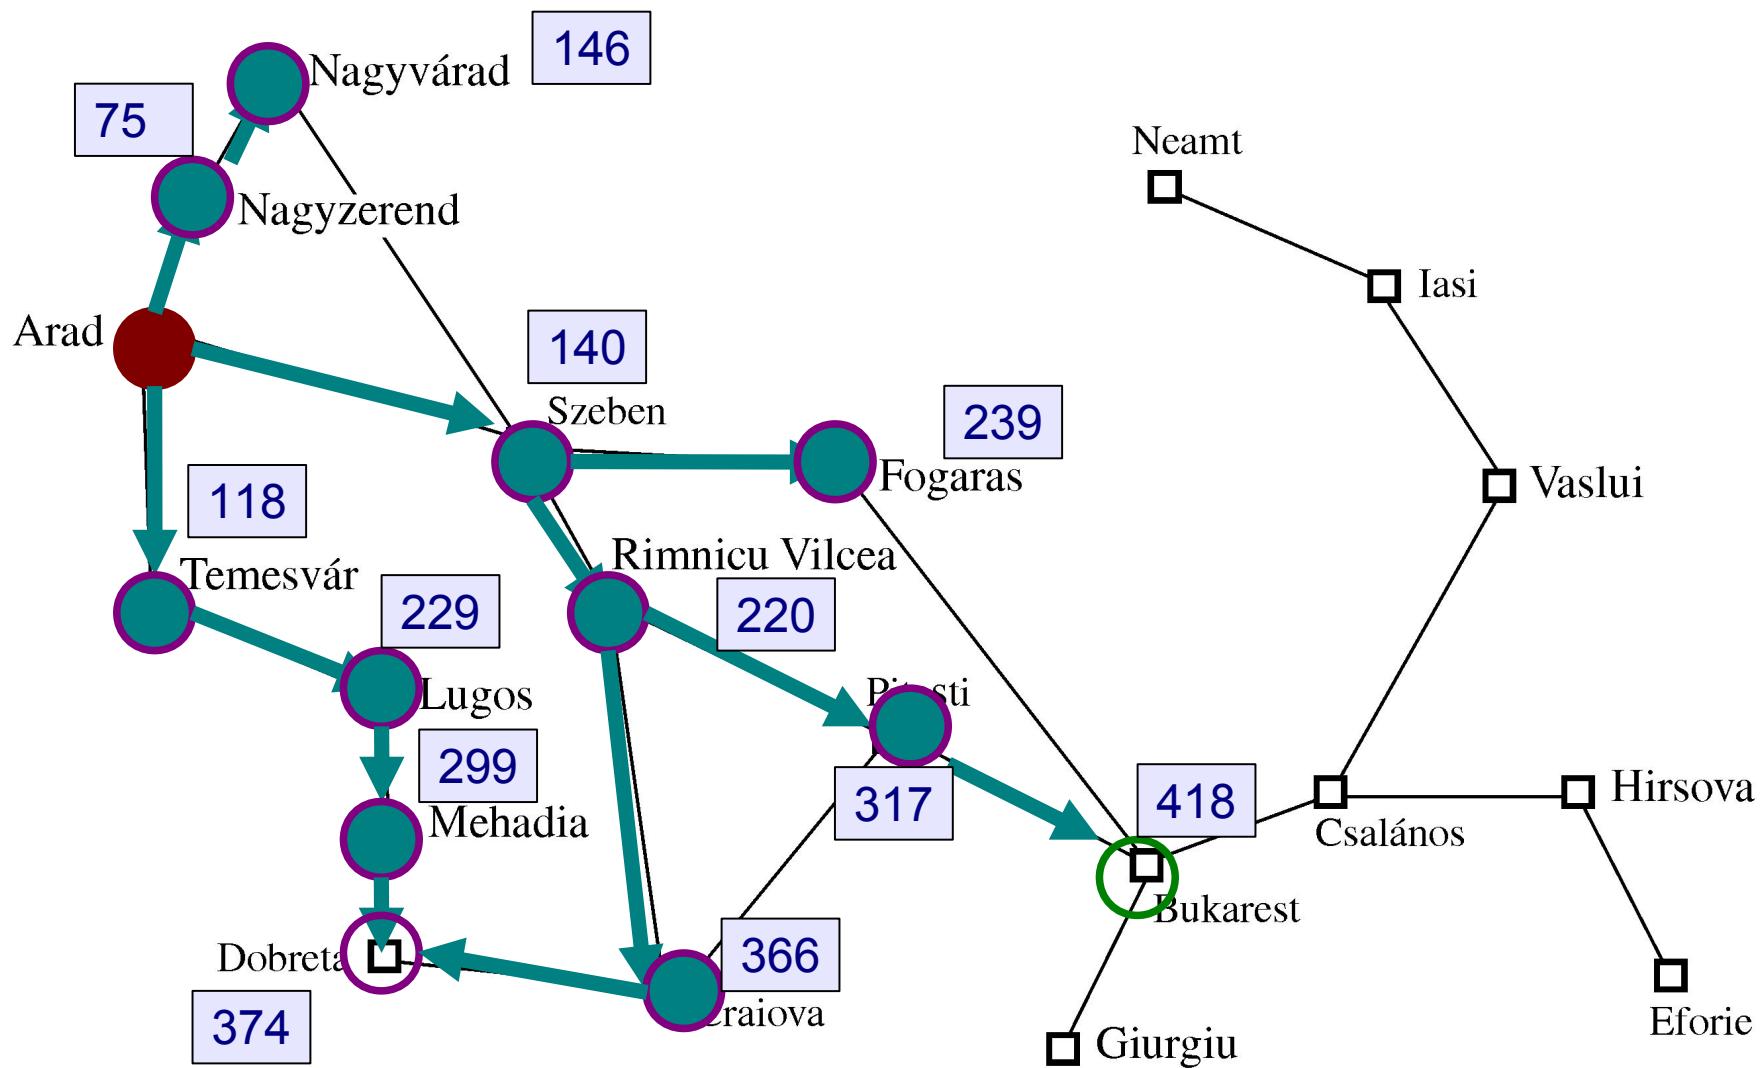 146
Nagyvárad
75
Neamt
Nagyzerend
Iasi
Arad
140
Szeben
239
Fogaras
Vaslui
118
Temesvár
Rimnicu Vilcea
229
220
Lugos
299
Mehadia
317
418
Hirsova
Csalános
Bukarest
Dobreta
366
Craiova
374
Giurgiu
Eforie